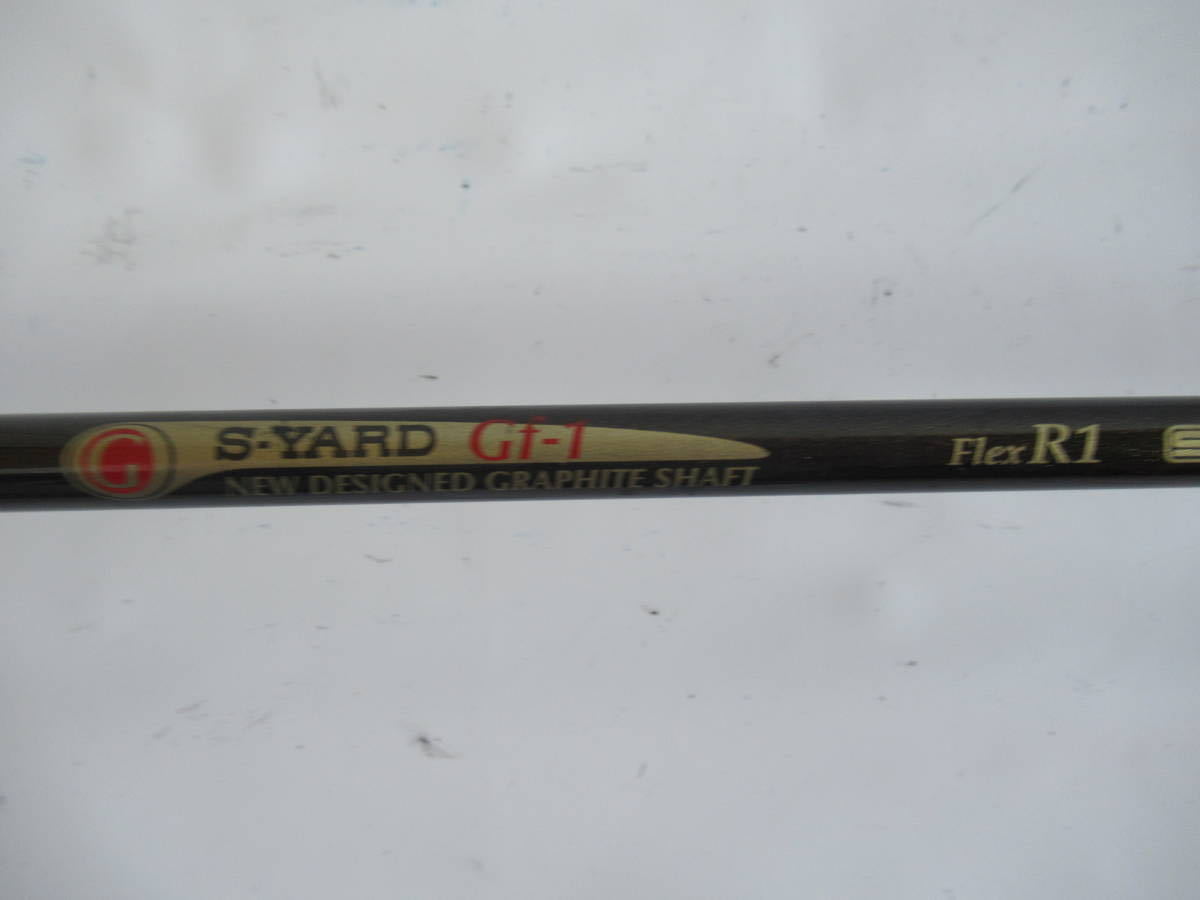 G S-YARD Gf-1
NEW DESIGNED GRAPHITE SHAFT
Flex R1